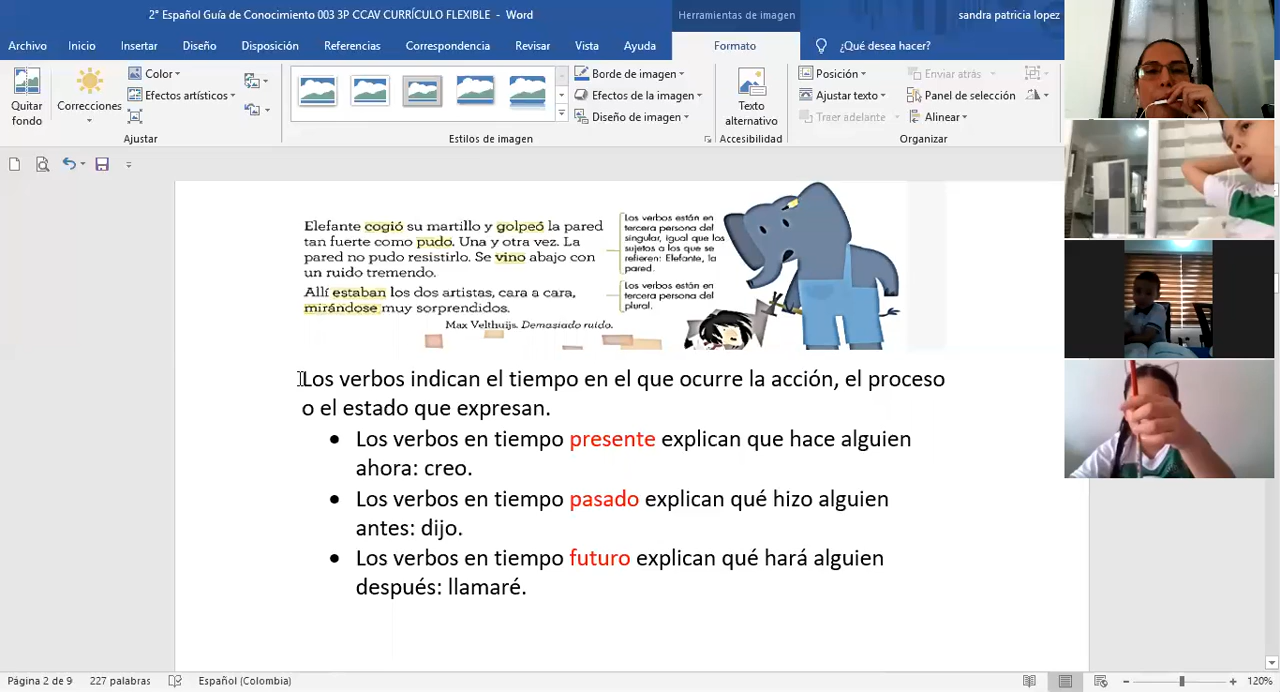 2° Español Guía de Conocimiento 003 3P CCAV CURRÍCULO FLEXIBLE - Word
Herramientas de imagen
sandra patricia lopez
Archivo Inicio Insertar Diseño Disposición Referencias Correspondencia Revisar Vista Ayuda Formato ¿Qué desea hacer?
Quitar fondo
Correcciones
Color
Efectos artísticos
Ajustar
Estilos de imagen
Borde de imagen
Efectos de la imagen
Diseño de imagen
Texto alternativo
Accesibilidad
Posición
Ajustar texto
Traer adelante
Enviar atrás
Panel de selección
Alinear
Organizar
Elefante cogió su martillo y golpeó la pared
tan fuerte como pudo. Una y otra vez. La
pared no pudo resistirlo. Se vino abajo con
un ruido tremendo.
Allí estaban los dos artistas, cara a cara,
mirándose muy sorprendidos.
Max Velthuijs. Demasiado ruido.
Los verbos están en
tercera persona del
singular, igual que los
sujetos a los que se
refieren: Elefante, la
pared.
Los verbos están en
tercera persona del
plural.
Los verbos indican el tiempo en el que ocurre la acción, el proceso
o el estado que expresan.
• Los verbos en tiempo presente explican que hace alguien
ahora: creo.
• Los verbos en tiempo pasado explican qué hizo alguien
antes: dijo.
• Los verbos en tiempo futuro explican qué hará alguien
después: llamaré.
Página 2 de 9 227 palabras Español (Colombia) 120%